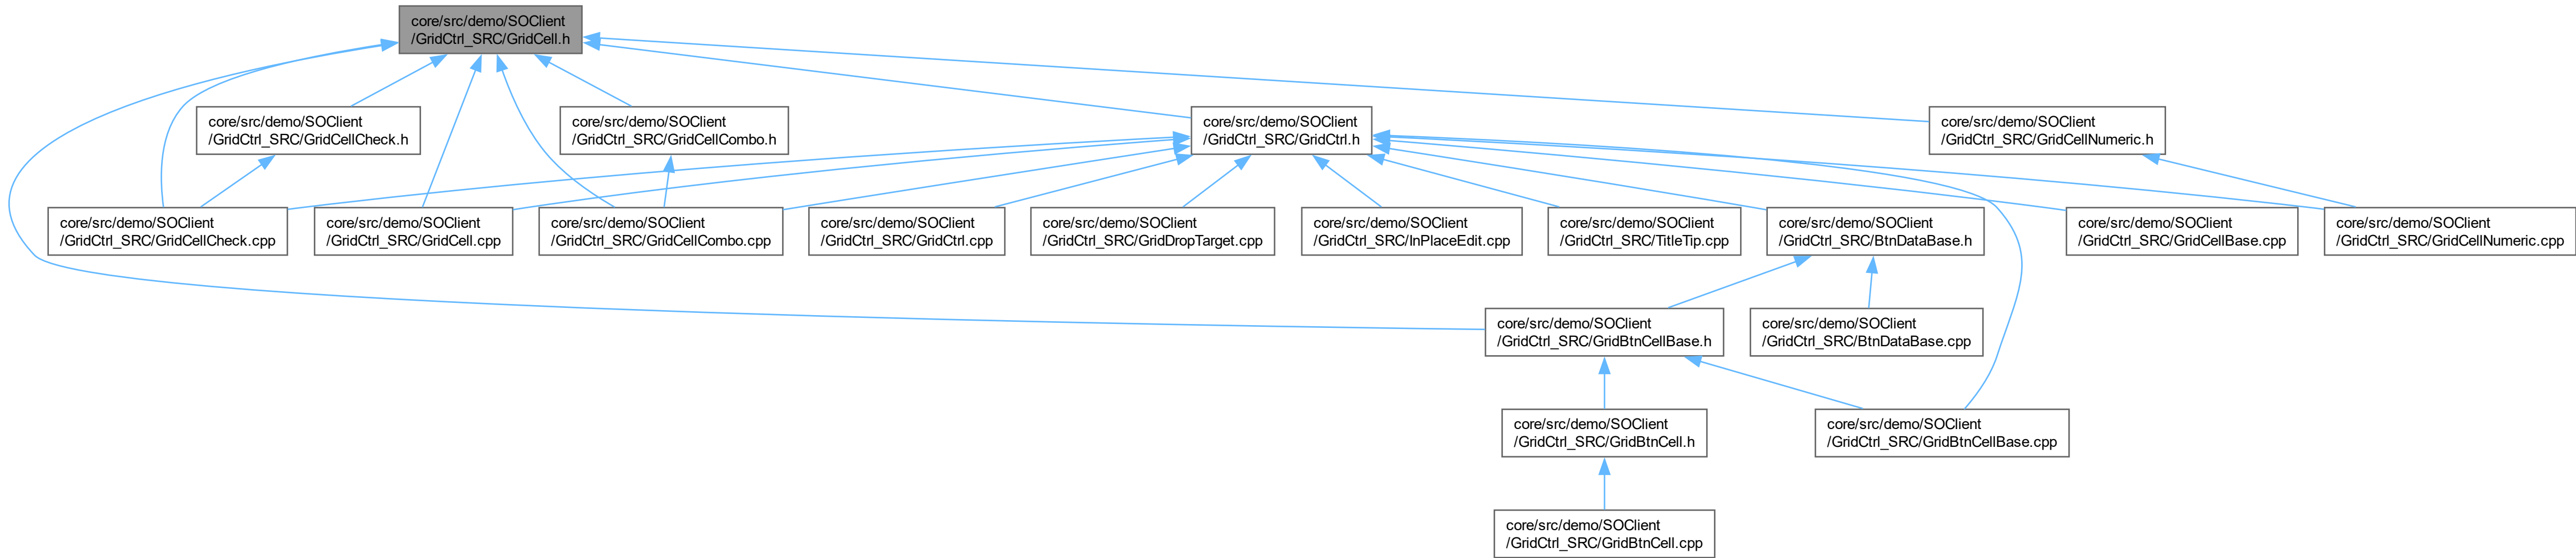 core/src/demo/SOClient
/GridCtrl_SRC/GridCell.h
core/src/demo/SOClient
/GridCtrl_SRC/GridCellCheck.h
core/src/demo/SOClient
/GridCtrl_SRC/GridCellCombo.h
core/src/demo/SOClient
/GridCtrl_SRC/GridCtrl.h
core/src/demo/SOClient
/GridCtrl_SRC/GridCellNumeric.h
core/src/demo/SOClient
/GridCtrl_SRC/GridCellCheck.cpp
core/src/demo/SOClient
/GridCtrl_SRC/GridCell.cpp
core/src/demo/SOClient
/GridCtrl_SRC/GridCellCombo.cpp
core/src/demo/SOClient
/GridCtrl_SRC/GridCtrl.cpp
core/src/demo/SOClient
/GridCtrl_SRC/GridDropTarget.cpp
core/src/demo/SOClient
/GridCtrl_SRC/InPlaceEdit.cpp
core/src/demo/SOClient
/GridCtrl_SRC/TitleTip.cpp
core/src/demo/SOClient
/GridCtrl_SRC/BtnDataBase.h
core/src/demo/SOClient
/GridCtrl_SRC/GridCellBase.cpp
core/src/demo/SOClient
/GridCtrl_SRC/GridCellNumeric.cpp
core/src/demo/SOClient
/GridCtrl_SRC/GridBtnCellBase.h
core/src/demo/SOClient
/GridCtrl_SRC/BtnDataBase.cpp
core/src/demo/SOClient
/GridCtrl_SRC/GridBtnCell.h
core/src/demo/SOClient
/GridCtrl_SRC/GridBtnCellBase.cpp
core/src/demo/SOClient
/GridCtrl_SRC/GridBtnCell.cpp